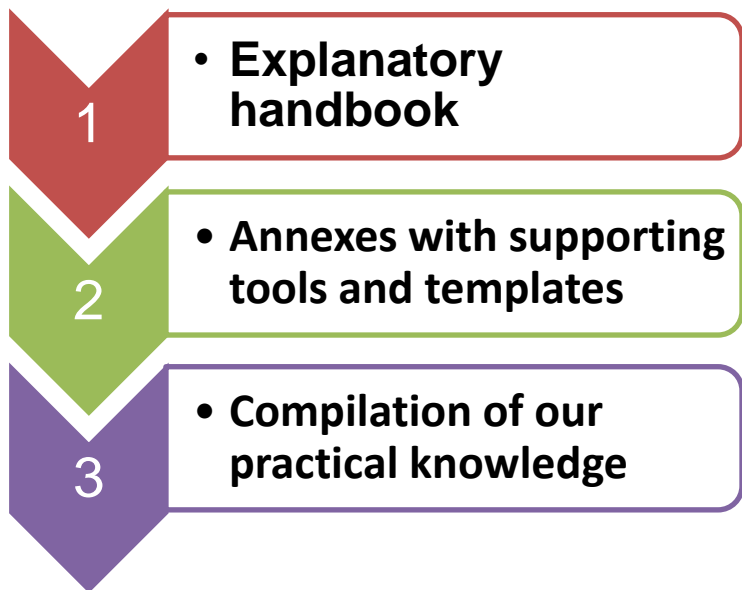 1
• Explanatory
handbook
2
• Annexes with supporting
tools and templates
3
• Compilation of our
practical knowledge